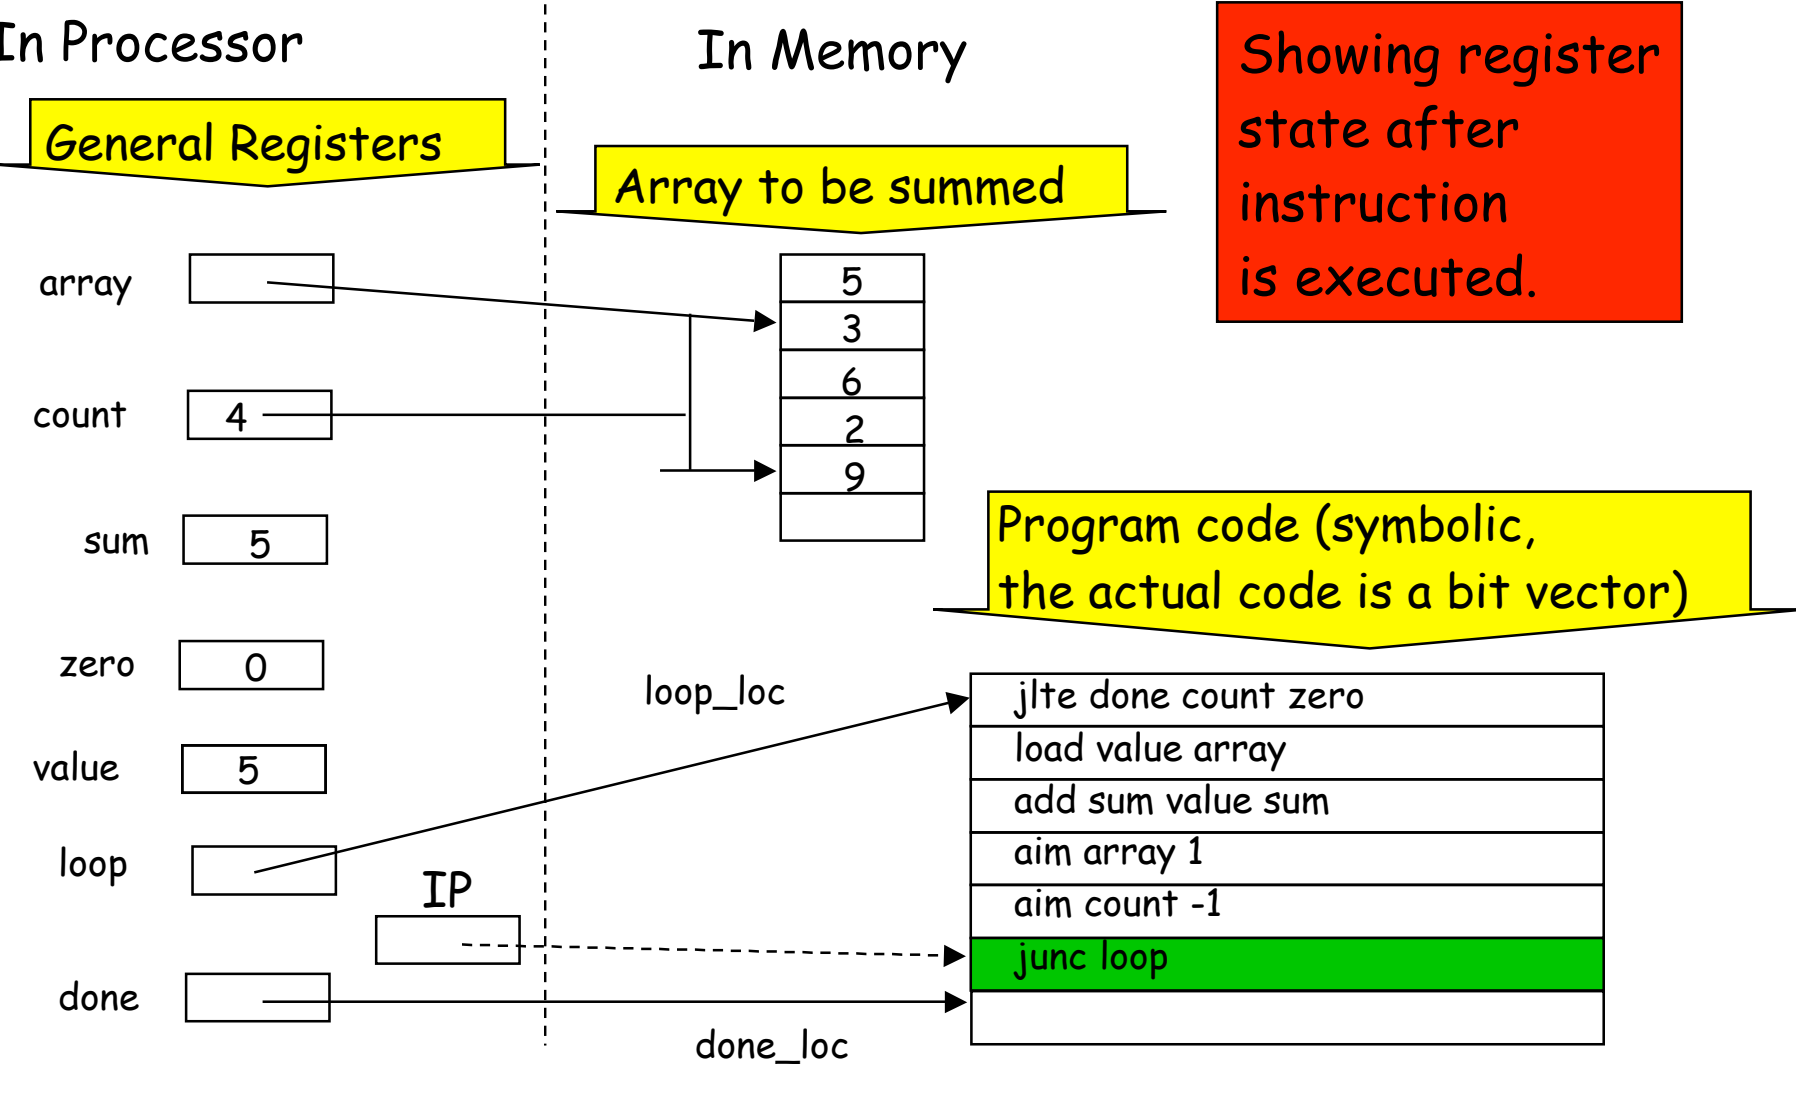 In Processor
In Memory
Showing register
state after
instruction
is executed.
General Registers
Array to be summed
array
count
4
sum
5
zero
0
value
5
loop
IP
done
5
3
6
2
9
Program code (symbolic,
the actual code is a bit vector)
loop_loc
done_loc
jlte done count zero
load value array
add sum value sum
aim array 1
aim count -1
junc loop